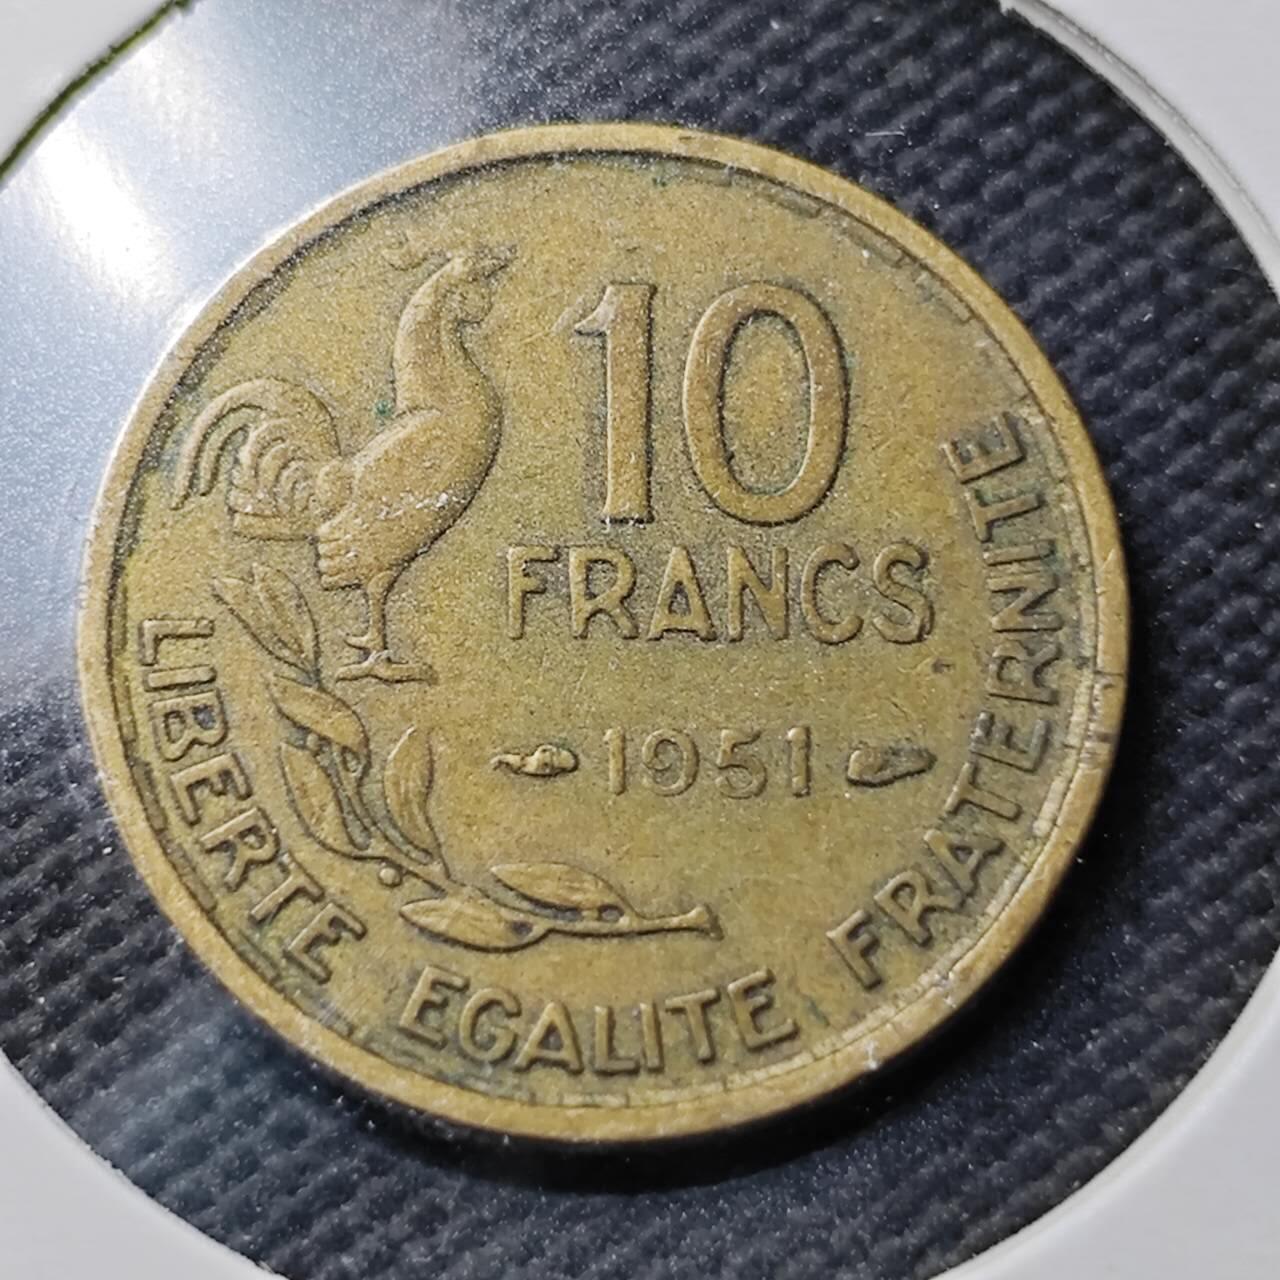 10
FRANCS
1951
LIBERTE EGALITE FRATERNITE